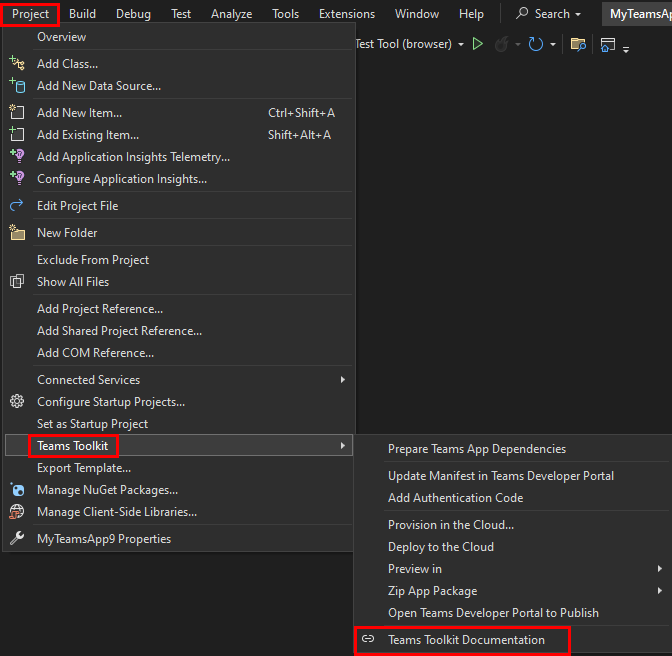 Project Build Debug Test Analyze Tools Extensions Window Help Search MyTeamsAp
Test Tool (browser)
Overview
Add Class...
Add New Data Source...
Add New Item... Ctrl+Shift+A
Add Existing Item... Shift+Alt+A
Add Application Insights Telemetry...
Configure Application Insights...
Edit Project File
New Folder
Exclude From Project
Show All Files
Add Project Reference...
Add Shared Project Reference...
Add COM Reference...
Connected Services
Configure Startup Projects...
Set as Startup Project
Teams Toolkit
Export Template...
Manage NuGet Packages...
Manage Client-Side Libraries...
MyTeamsApp9 Properties
Prepare Teams App Dependencies
Update Manifest in Teams Developer Portal
Add Authentication Code
Provision in the Cloud...
Deploy to the Cloud
Preview in
Zip App Package
Open Teams Developer Portal to Publish
Teams Toolkit Documentation